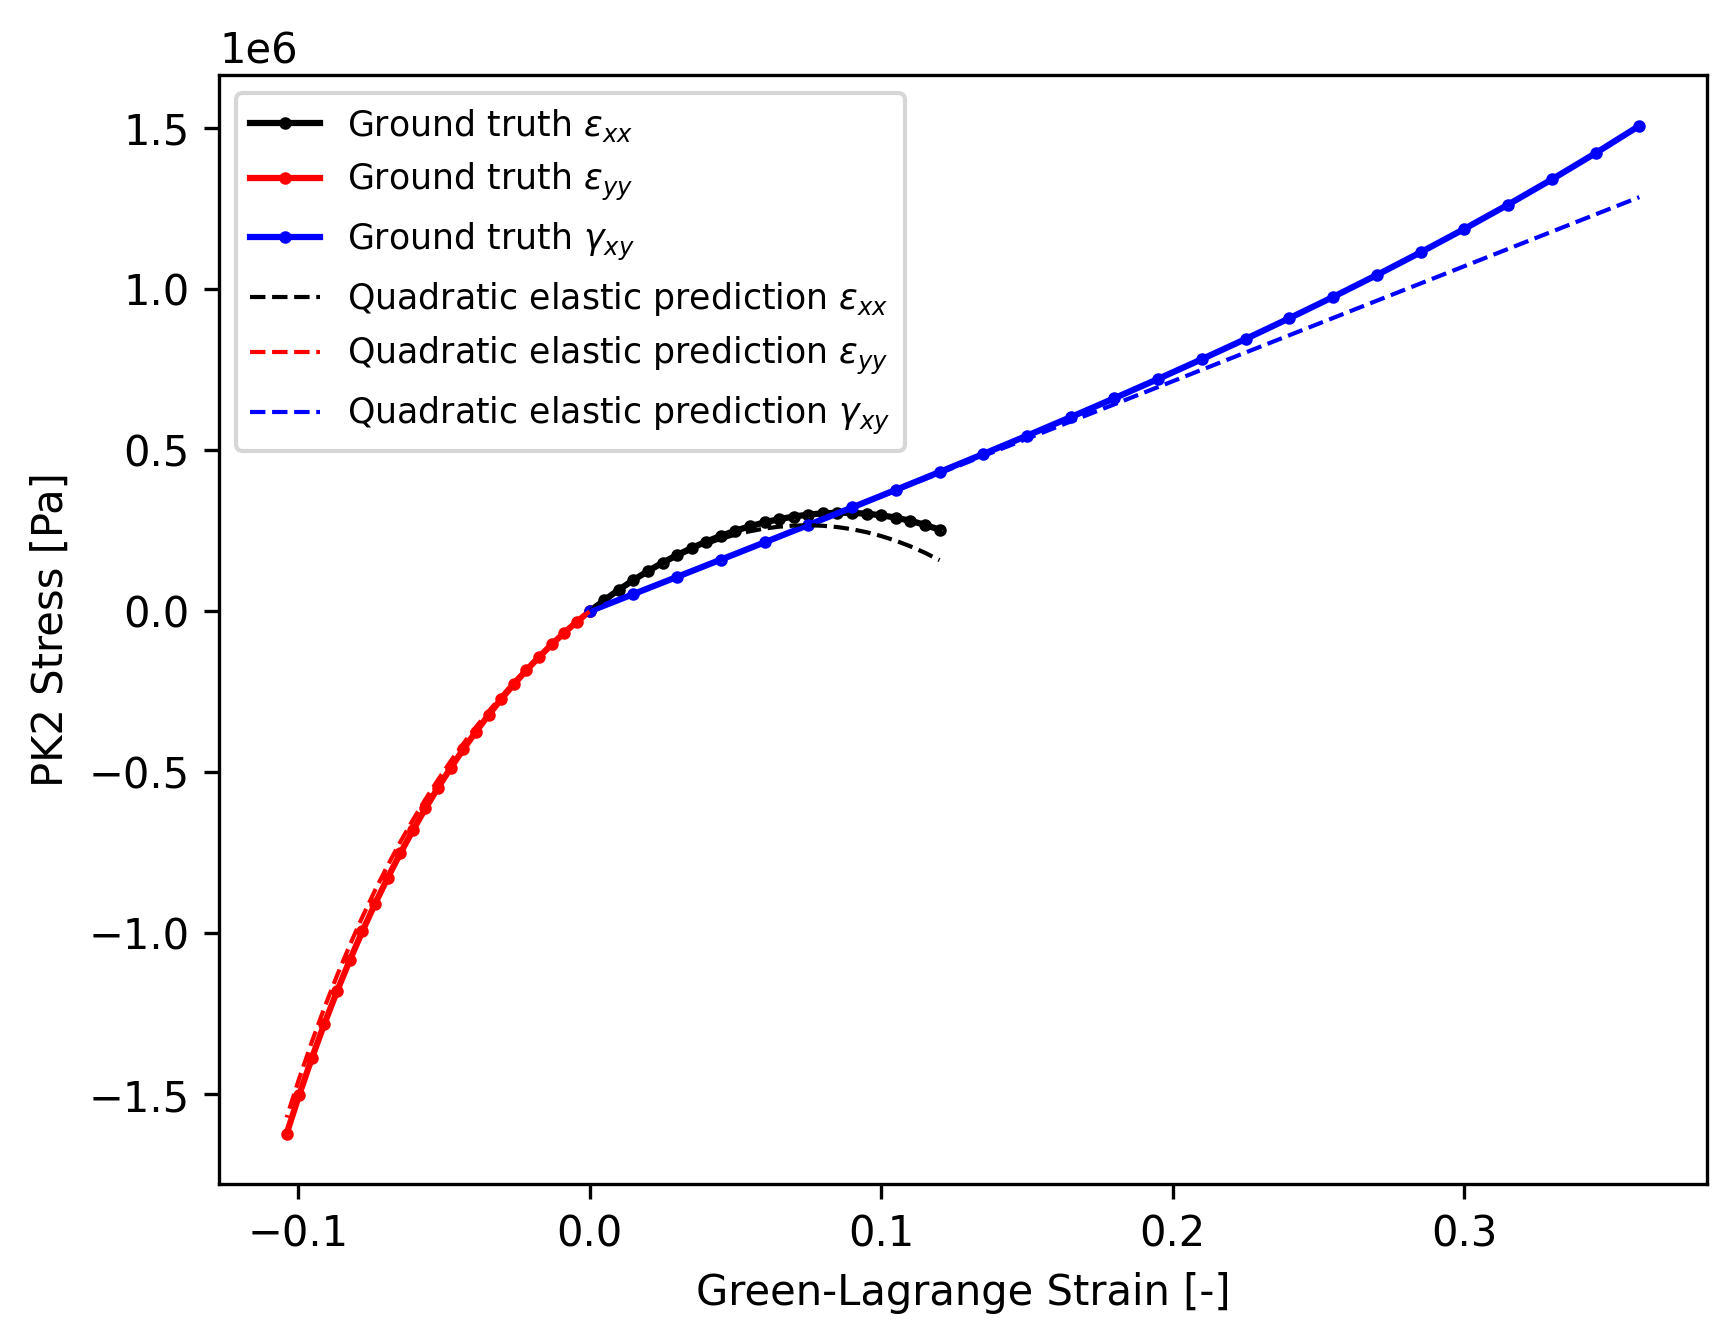 1e6
1.5
1.0
0.5
0.0
−0.5
−1.0
−1.5
PK2 Stress [Pa]
Ground truth εxx
Ground truth εyy
Ground truth γxy
Quadratic elastic prediction εxx
Quadratic elastic prediction εyy
Quadratic elastic prediction γxy
−0.1 0.0 0.1 0.2 0.3
Green-Lagrange Strain [-]